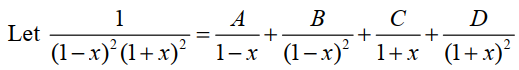 Let 1/((1−x)²(1+x)²) = A/(1−x) + B/(1−x)² + C/(1+x) + D/(1+x)²